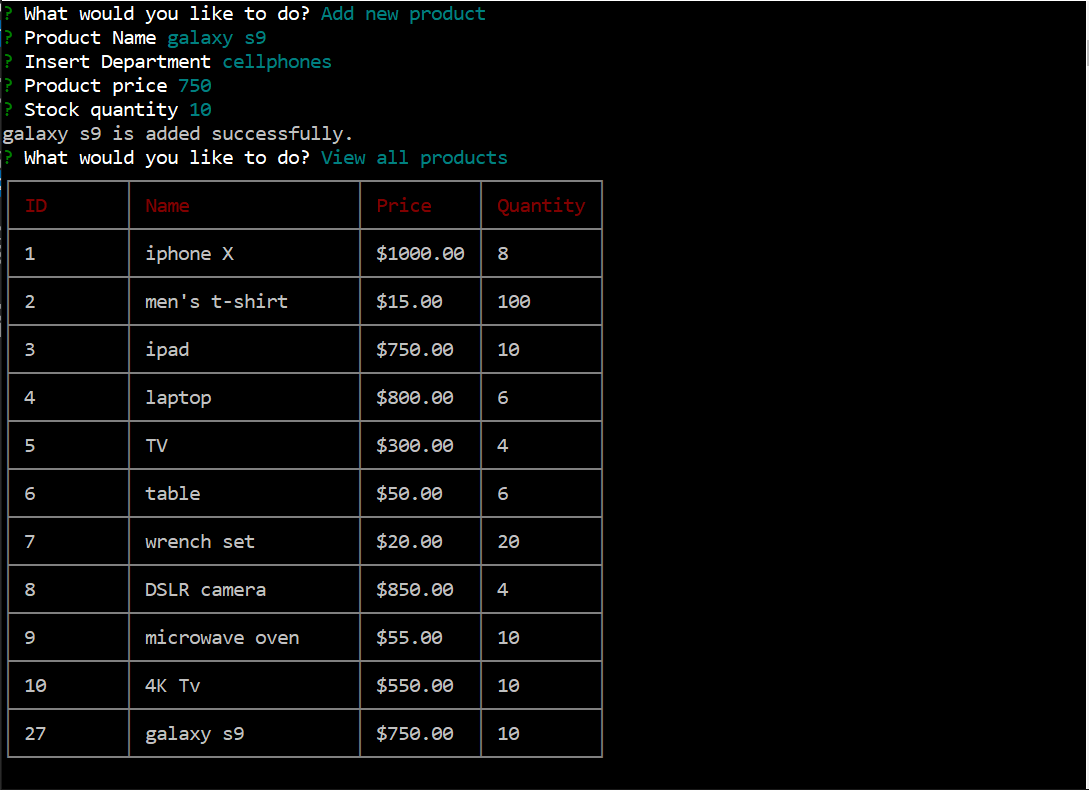 ? What would you like to do? Add new product
? Product Name galaxy s9
? Insert Department cellphones
? Product price 750
? Stock quantity 10
galaxy s9 is added successfully.
? What would you like to do? View all products
ID Name Price Quantity
1 iphone X $1000.00 8
2 men's t-shirt $15.00 100
3 ipad $750.00 10
4 laptop $800.00 6
5 TV $300.00 4
6 table $50.00 6
7 wrench set $20.00 20
8 DSLR camera $850.00 4
9 microwave oven $55.00 10
10 4K Tv $550.00 10
27 galaxy s9 $750.00 10